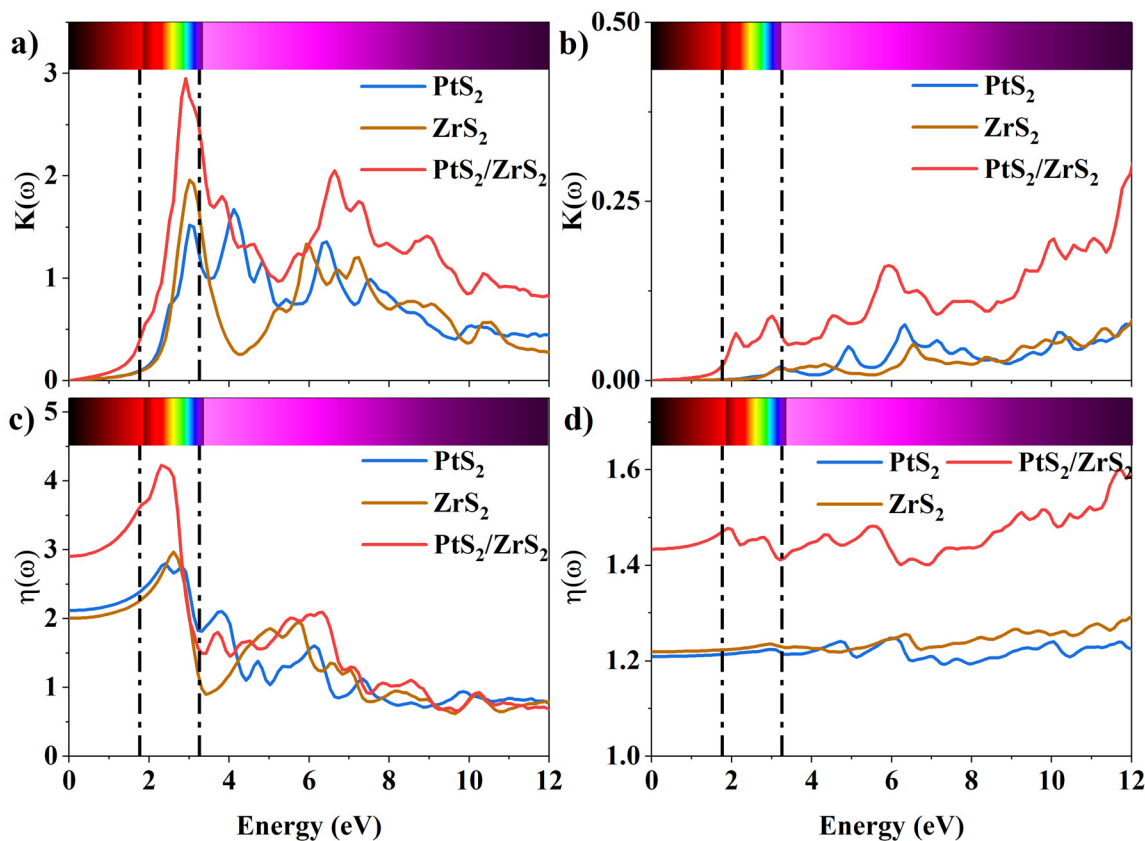 a)
K(ω)
3
2
1
0
PtS₂
ZrS₂
PtS₂/ZrS₂
b)
K(ω)
0.50
0.25
0.00
PtS₂
ZrS₂
PtS₂/ZrS₂
c)
η(ω)
5
4
3
2
1
0
PtS₂
ZrS₂
PtS₂/ZrS₂
0 2 4 6 8 10 12
Energy (eV)
d)
η(ω)
1.6
1.4
1.2
1.0
PtS₂ PtS₂/ZrS₂
ZrS₂
0 2 4 6 8 10 12
Energy (eV)